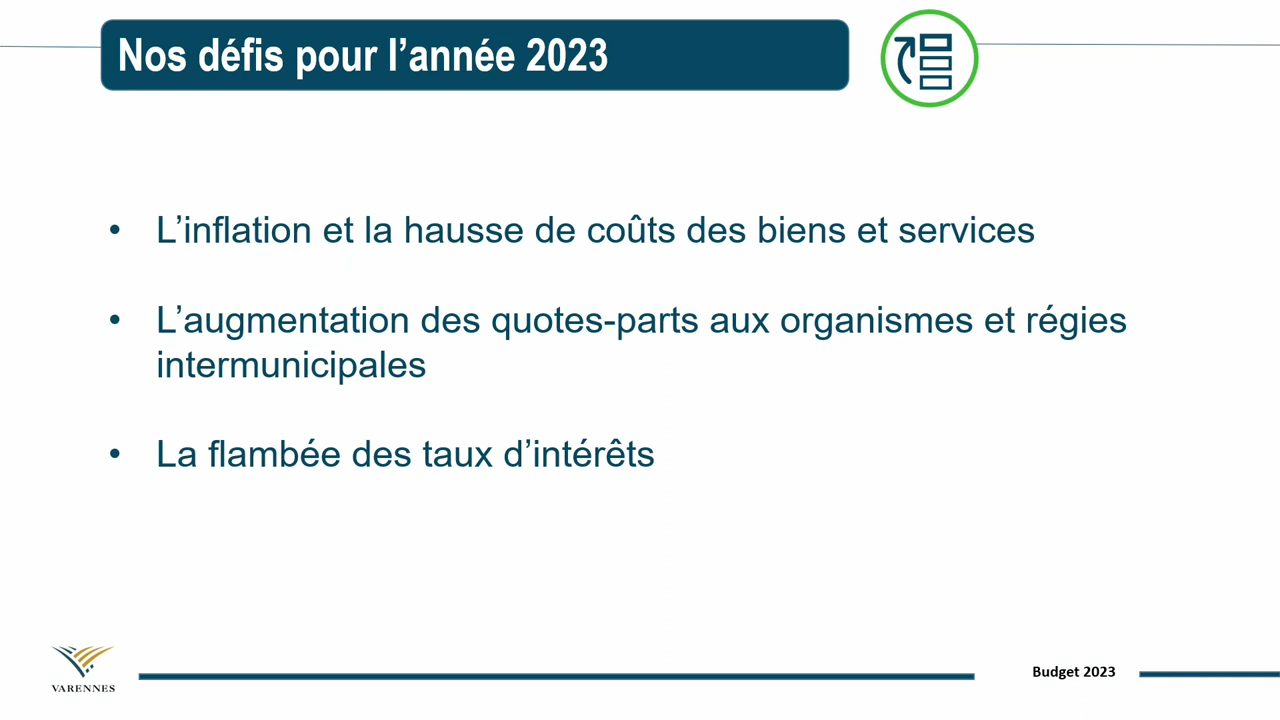 Nos défis pour l’année 2023
• L’inflation et la hausse de coûts des biens et services
• L’augmentation des quotes-parts aux organismes et régies
intermunicipales
• La flambée des taux d’intérêts
VARENNES
Budget 2023